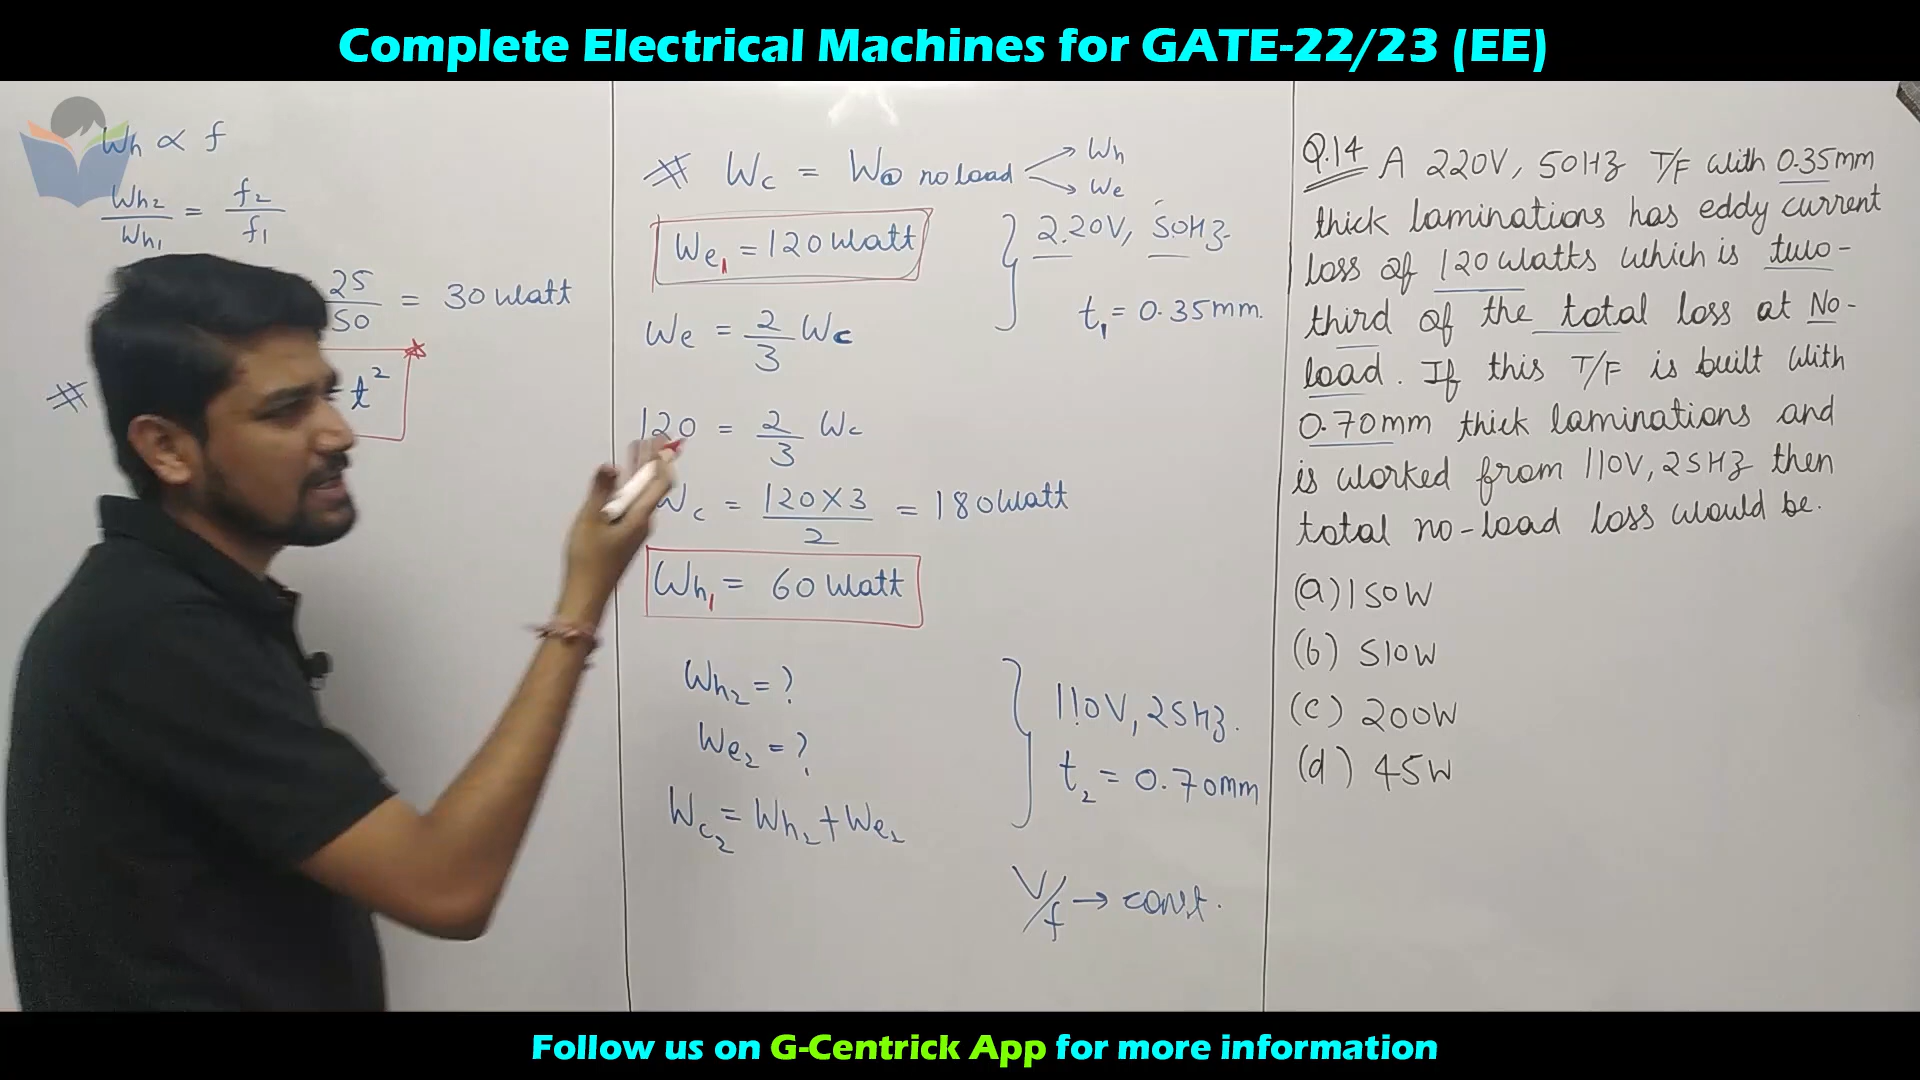 Complete Electrical Machines for GATE-22/23 (EE)
Wh ∝ f
Wh2/Wh1 = f2/f1
25/50 = 30 Watt
t²
Wc = W no load → Wh
→ We
We1 = 120 Watt
2.20V, 50Hz
t1 = 0.35mm.
We = 2/3 Wc
120 = 2/3 Wc
Wc = 120 × 3 / 2 = 180 Watt
Wh1 = 60 Watt
Wh2 = ?
We2 = ?
Wc2 = Wh2 + We2
110V, 25Hz.
t2 = 0.70mm
V/f → const.
Q.14 A 220V, 50Hz T/F with 0.35mm
thick laminations has eddy current
loss of 120 watts which is two-
third of the total loss at No-
load. If this T/F is built with
0.70mm thick laminations and
is worked from 110V, 25Hz then
total no-load loss would be.
(a) 150W
(b) 510W
(c) 200W
(d) 45W
Follow us on G-Centrick App for more information